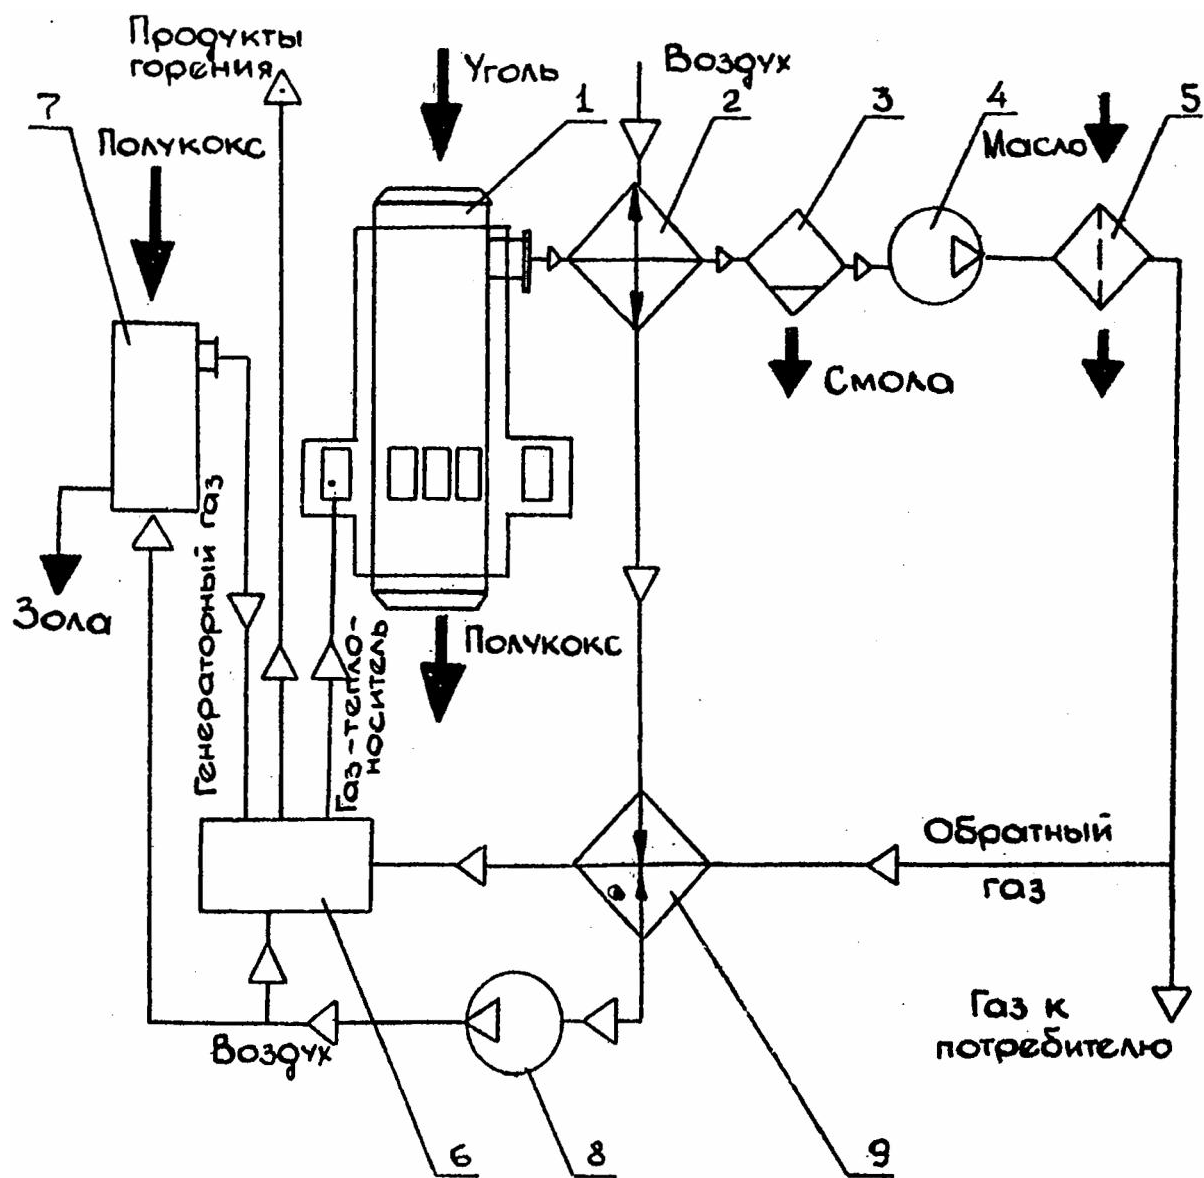 Продукты
горения
Уголь
Воздух
7
1
2
3
4
5
Полукокс
Масло
Смола
Генераторный газ
Зола
Газ-тепло-
носитель
Полукокс
Обратный
газ
Газ к
потребителю
Воздух
6
8
9